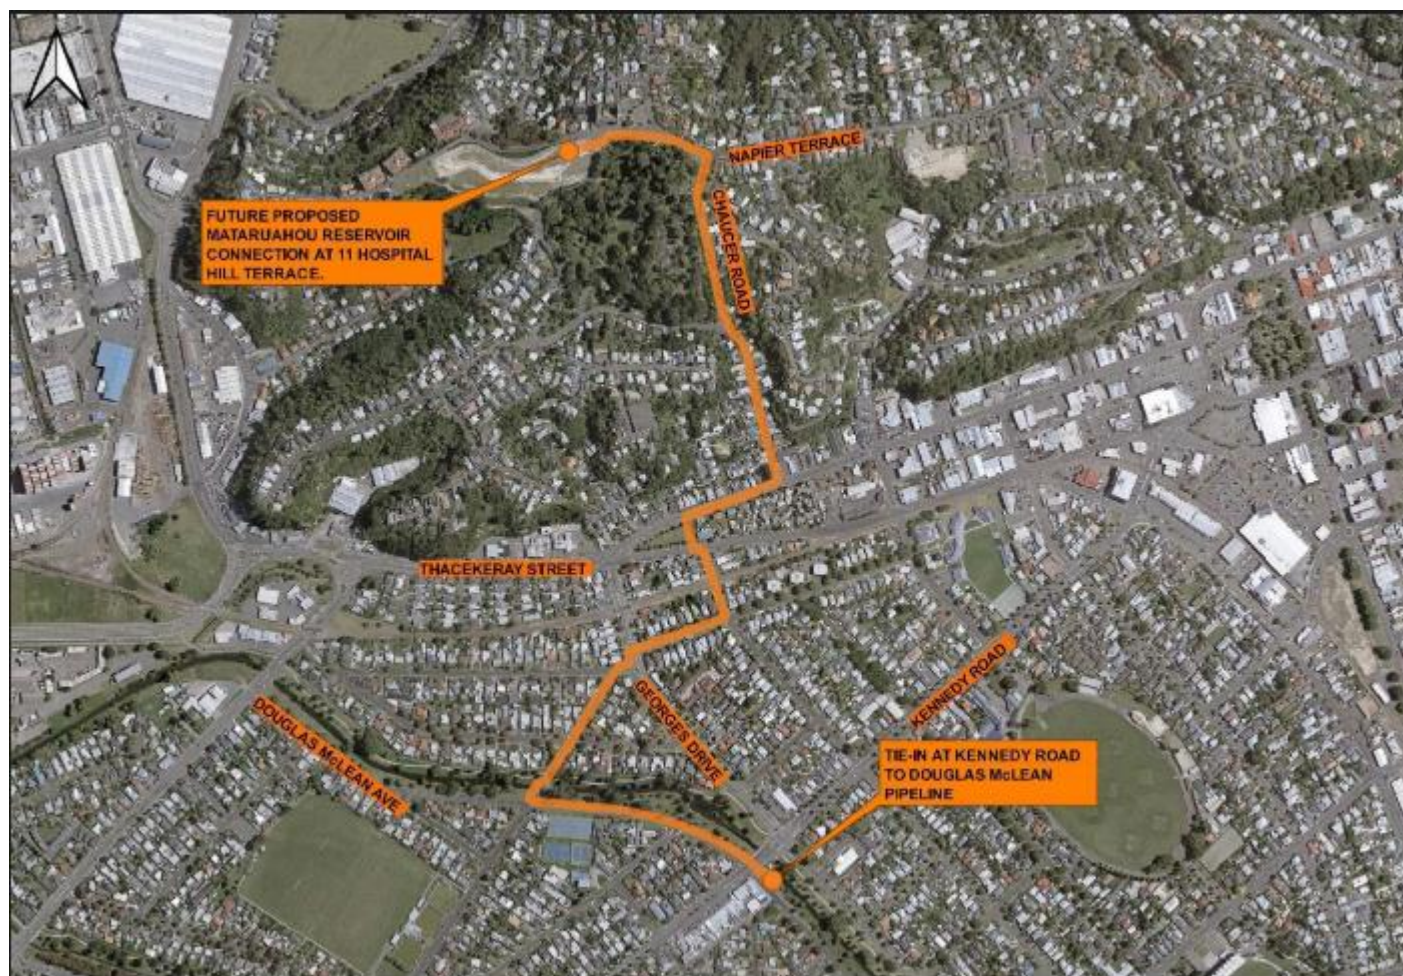 NAPIER TERRACE
CHAUCER ROAD
FUTURE PROPOSED
MATARUAHOU RESERVOIR
CONNECTION AT 11 HOSPITAL
HILL TERRACE.
THACEKERAY STREET
KENNEDY ROAD
GEORGES DRIVE
DOUGLAS McLEAN AVE
TIE-IN AT KENNEDY ROAD
TO DOUGLAS McLEAN
PIPELINE